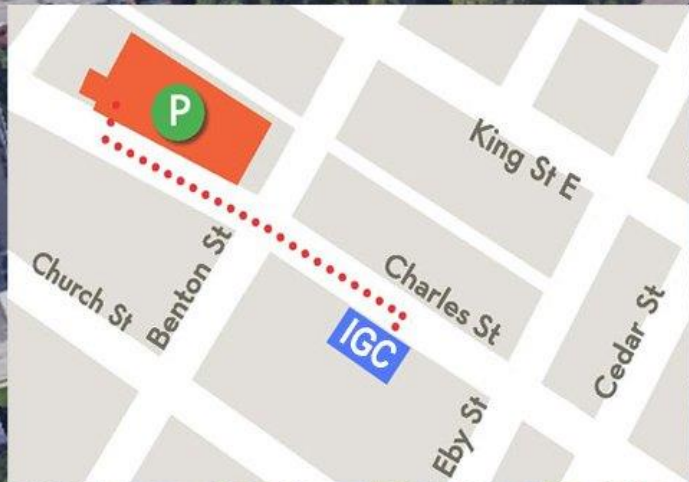 P
King St E
Charles St
Church St
Benton St
IGC
Cedar St
Eby St